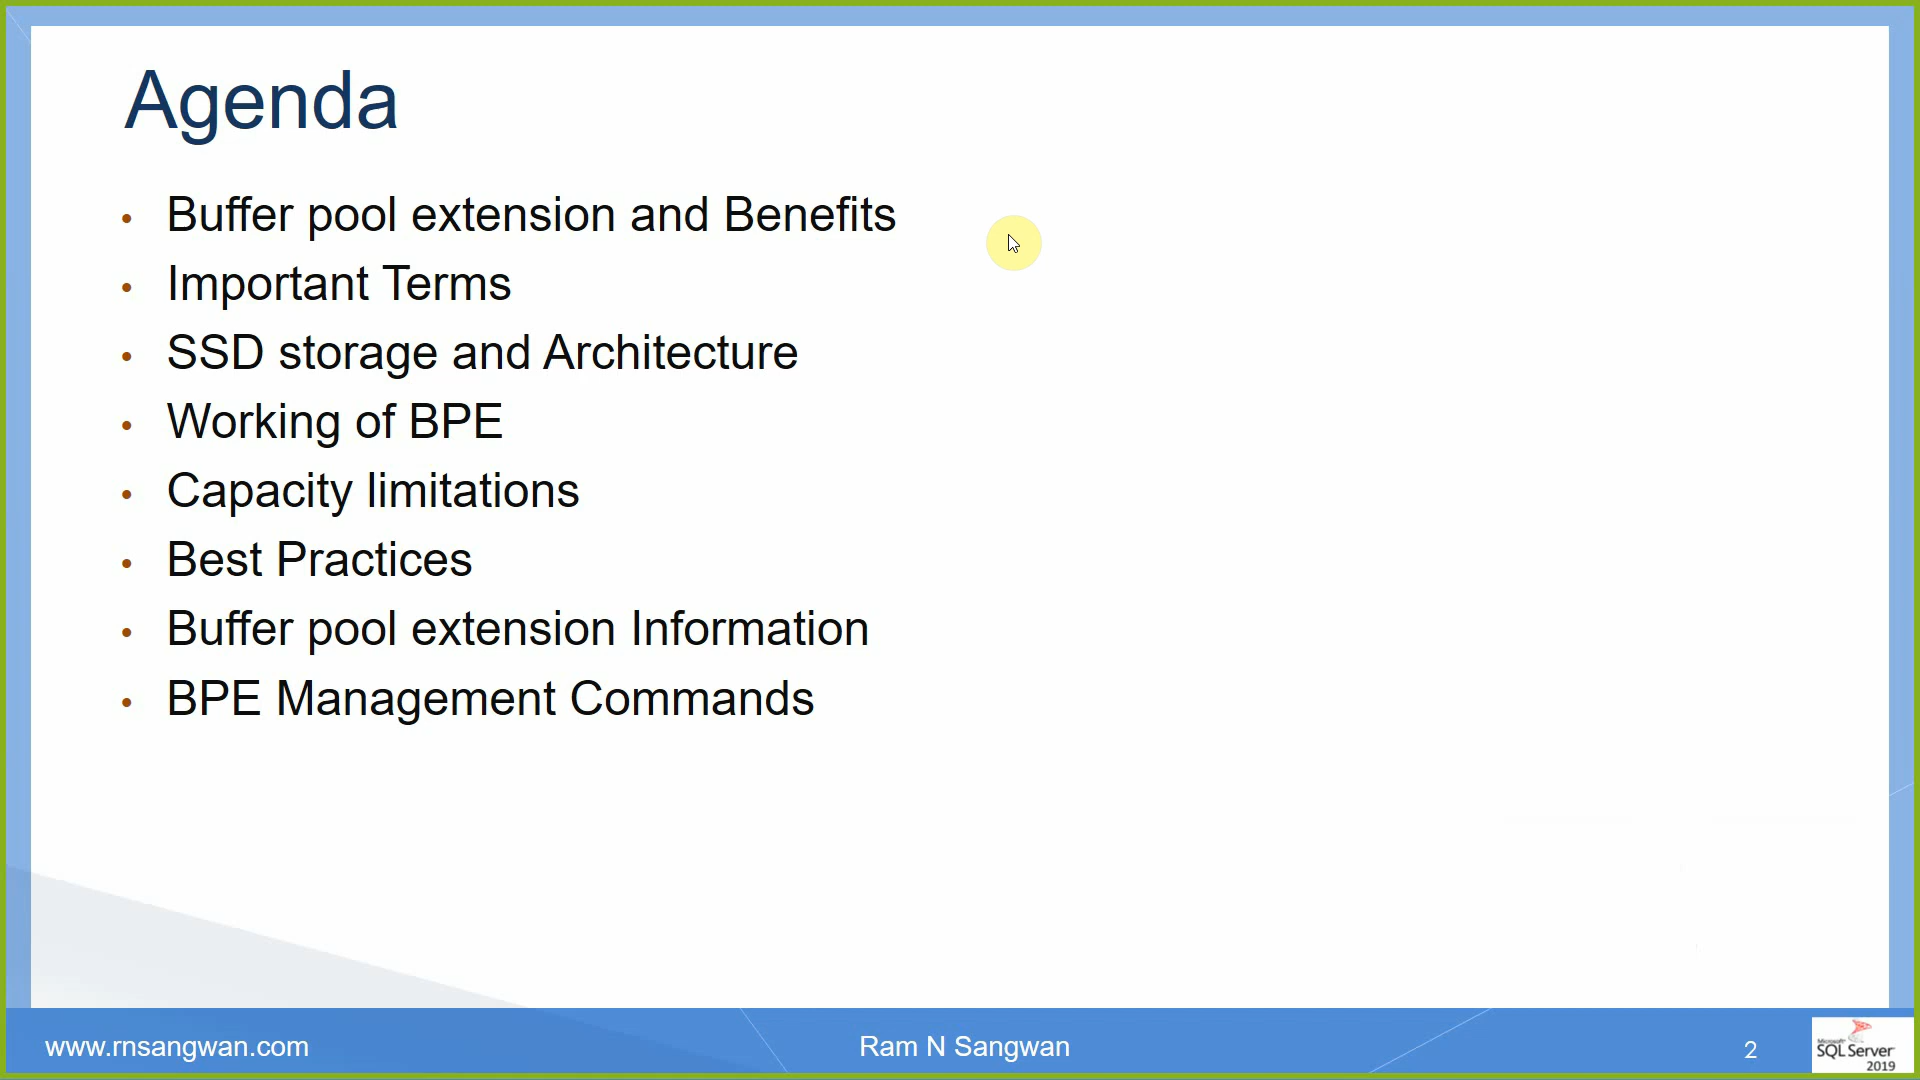 Agenda
• Buffer pool extension and Benefits
• Important Terms
• SSD storage and Architecture
• Working of BPE
• Capacity limitations
• Best Practices
• Buffer pool extension Information
• BPE Management Commands
www.rnsangwan.com
Ram N Sangwan
2
Microsoft
SQL Server
2019